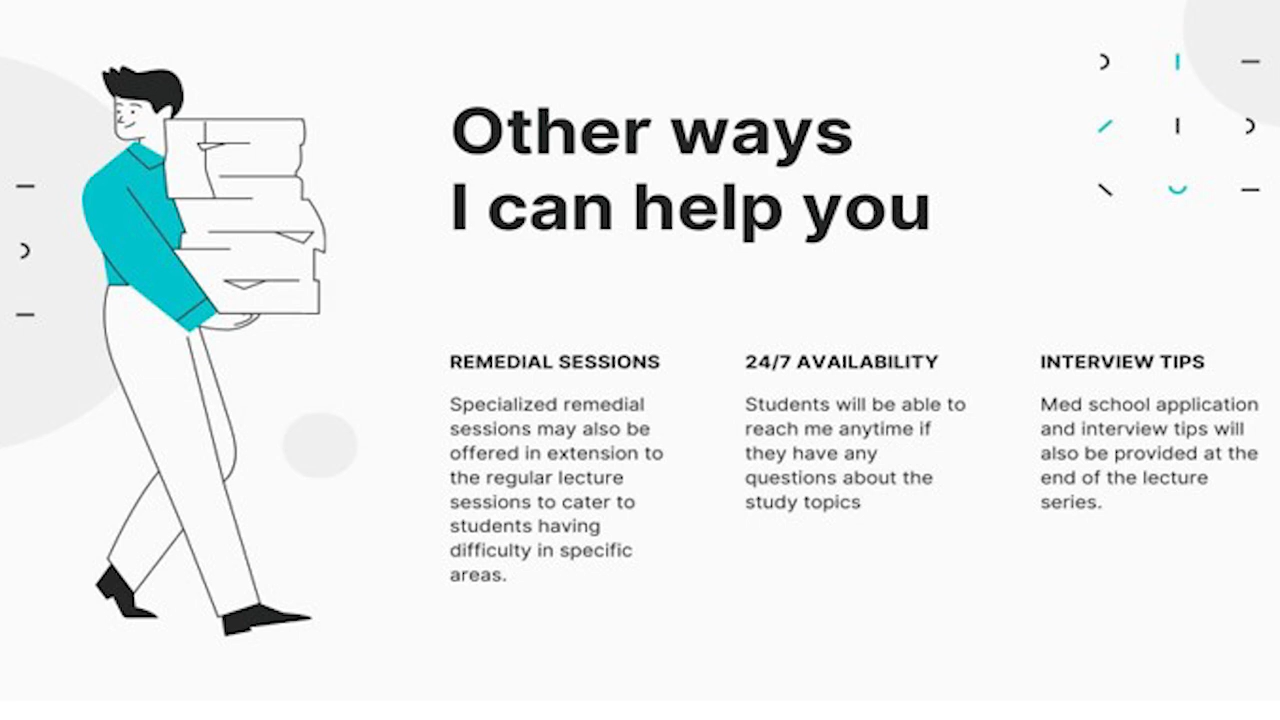 Other ways
I can help you
REMEDIAL SESSIONS
Specialized remedial
sessions may also be
offered in extension to
the regular lecture
sessions to cater to
students having
difficulty in specific
areas.
24/7 AVAILABILITY
Students will be able to
reach me anytime if
they have any
questions about the
study topics
INTERVIEW TIPS
Med school application
and interview tips will
also be provided at the
end of the lecture
series.